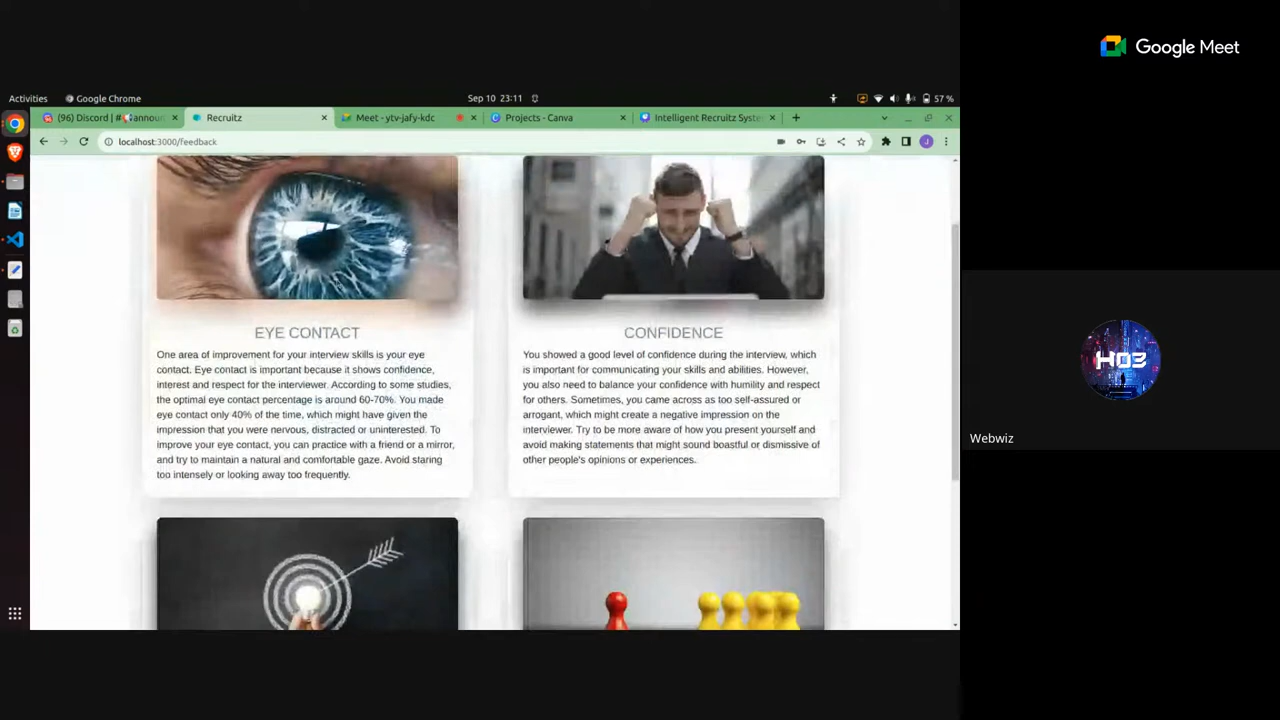 Google Meet
Activities
Google Chrome
Sep 10 23:11
57 %
(96) Discord | #
announ
Recruitz
Meet - ytv-jafy-kdc
Projects - Canva
Intelligent Recruitz Syste
localhost:3000/feedback
J
EYE CONTACT
One area of improvement for your interview skills is your eye
contact. Eye contact is important because it shows confidence,
interest and respect for the interviewer. According to some studies,
the optimal eye contact percentage is around 60-70%. You made
eye contact only 40% of the time, which might have given the
impression that you were nervous, distracted or uninterested. To
improve your eye contact, you can practice with a friend or a mirror,
and try to maintain a natural and comfortable gaze. Avoid staring
too intensely or looking away too frequently.
CONFIDENCE
You showed a good level of confidence during the interview, which
is important for communicating your skills and abilities. However,
you also need to balance your confidence with humility and respect
for others. Sometimes, you came across as too self-assured or
arrogant, which might create a negative impression on the
interviewer. Try to be more aware of how you present yourself and
avoid making statements that might sound boastful or dismissive of
other people's opinions or experiences.
H03
Webwiz